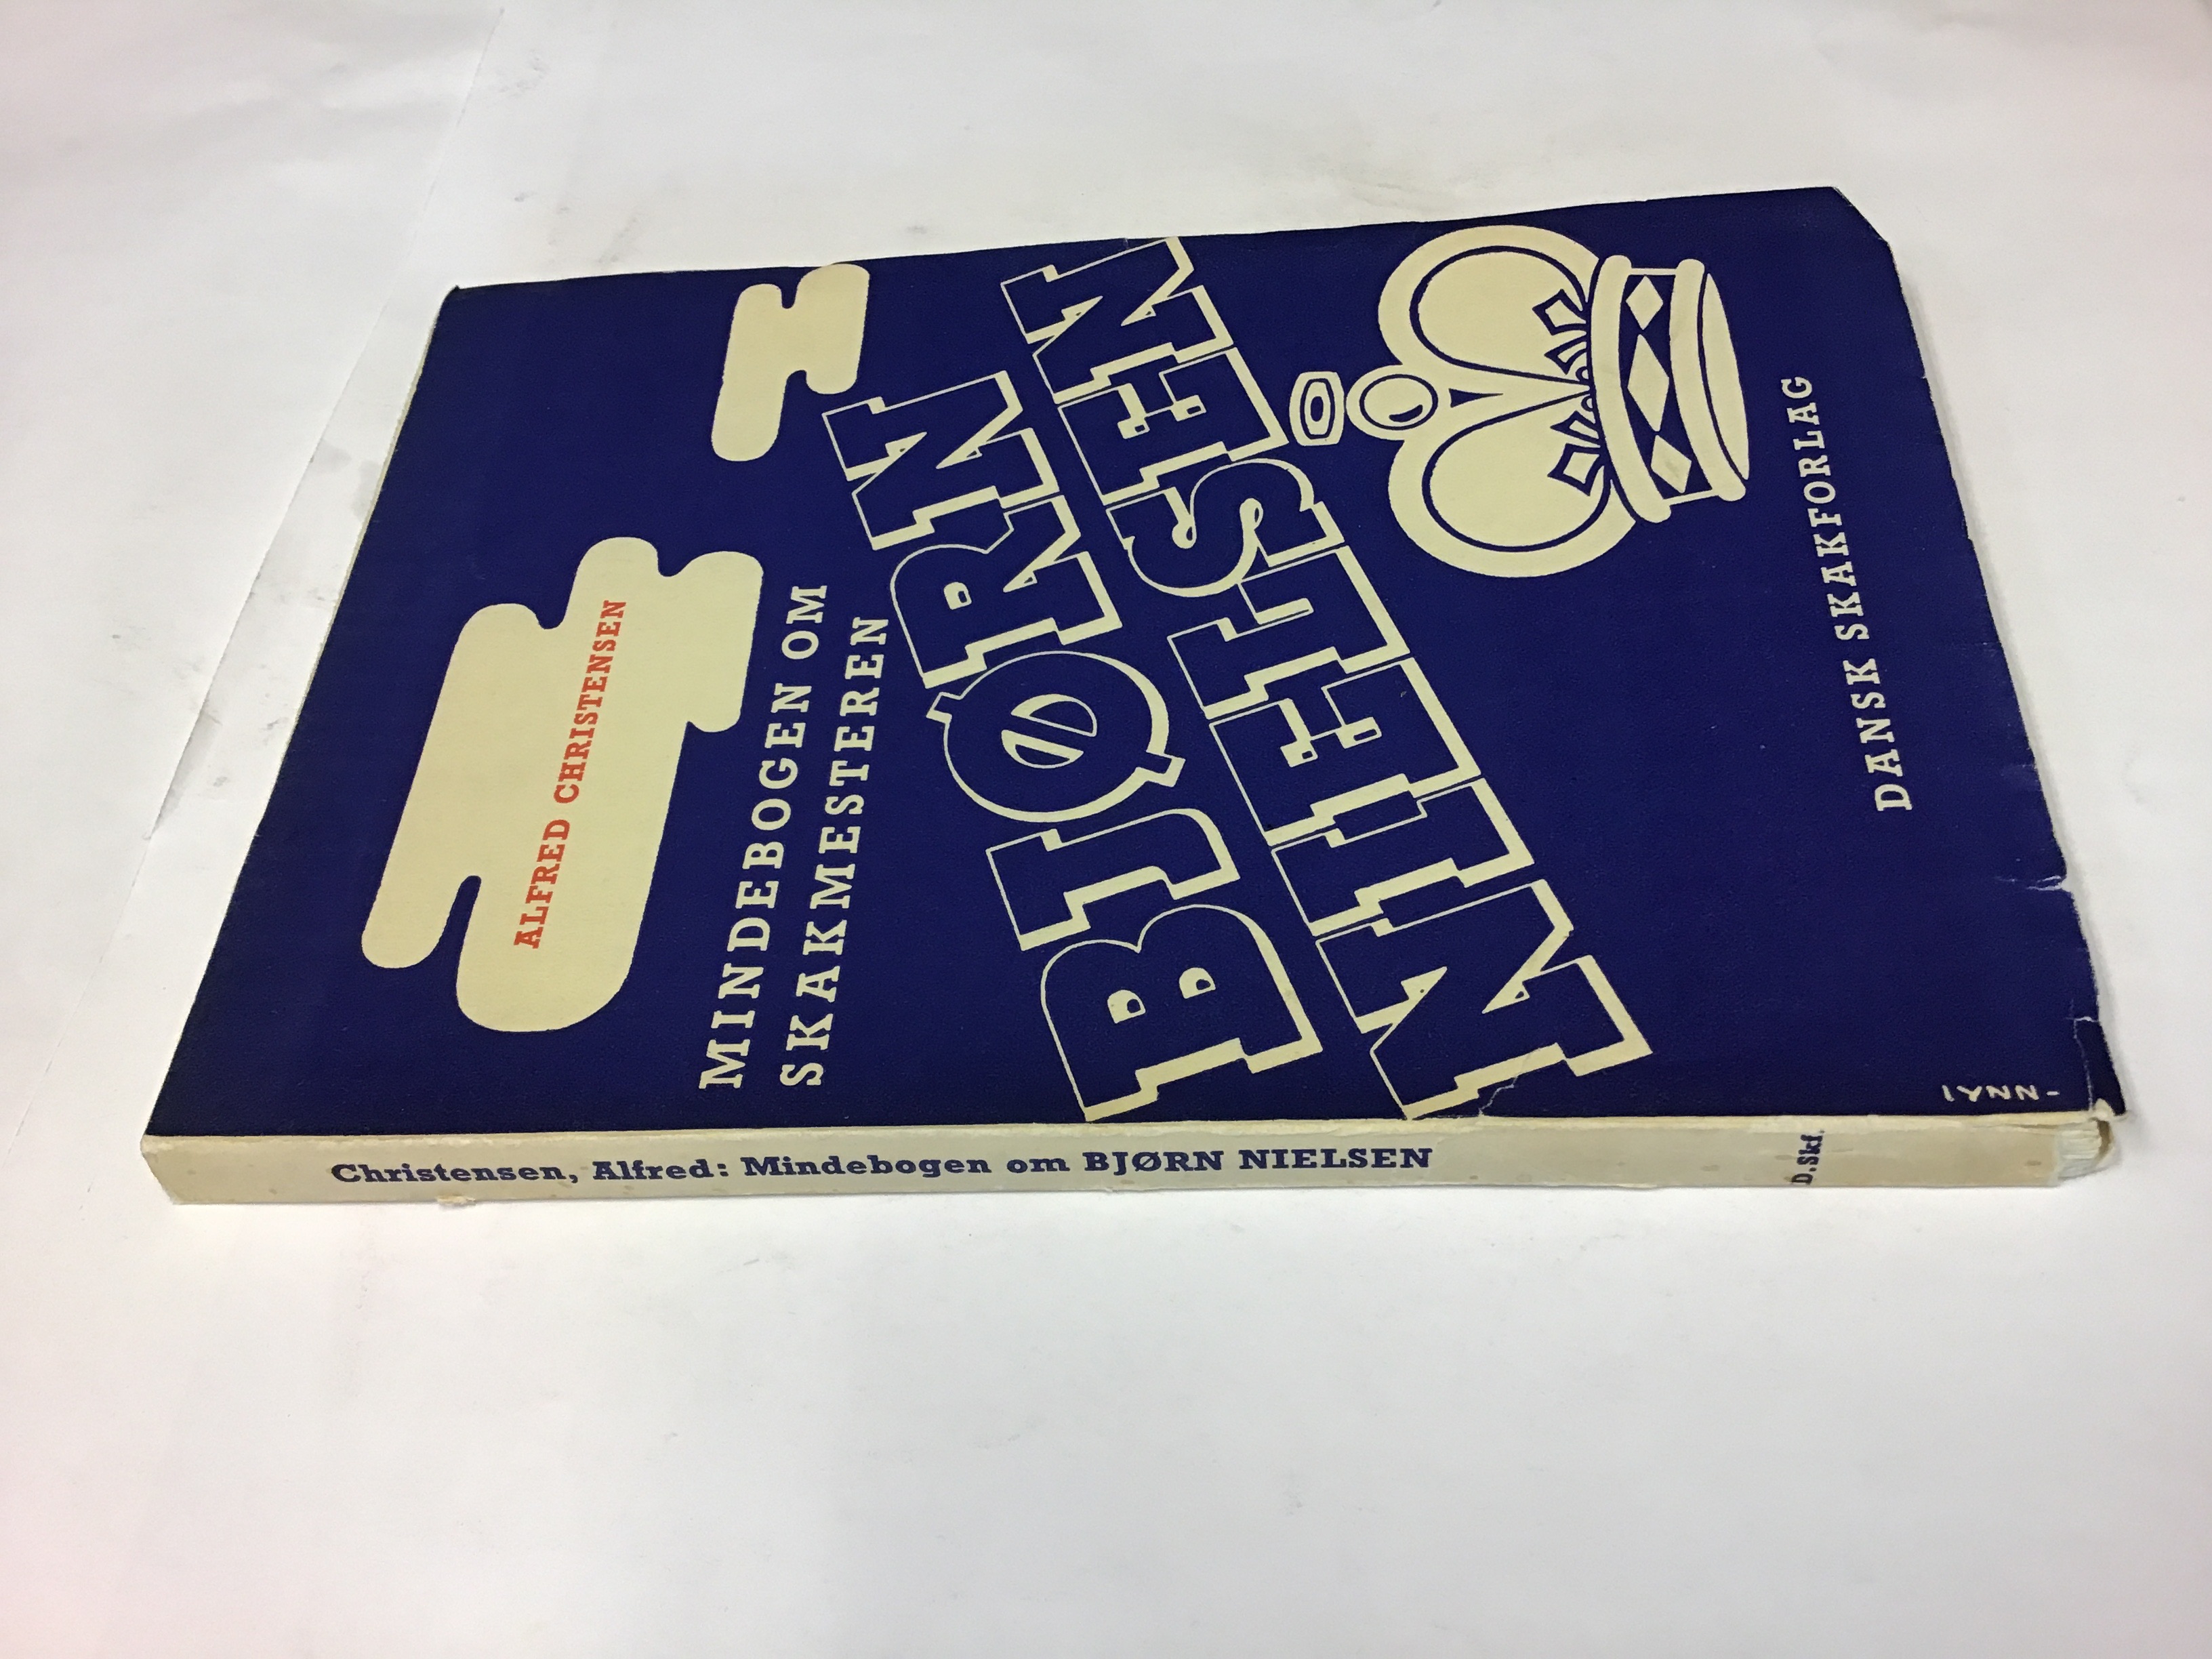 ALFRED CHRISTENSEN
MINDEBOGEN OM
SKAKMESTEREN
BJØRN
NIELSEN
DANSK SKAKFORLAG
LYNN-
Christensen, Alfred: Mindebogen om BJØRN NIELSEN
D. Skf.